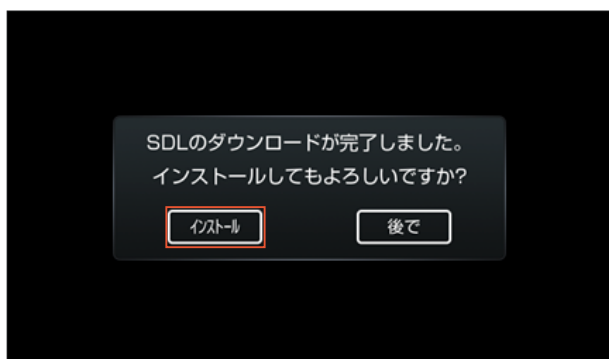 SDLのダウンロードが完了しました。
インストールしてもよろしいですか?
インストール
後で